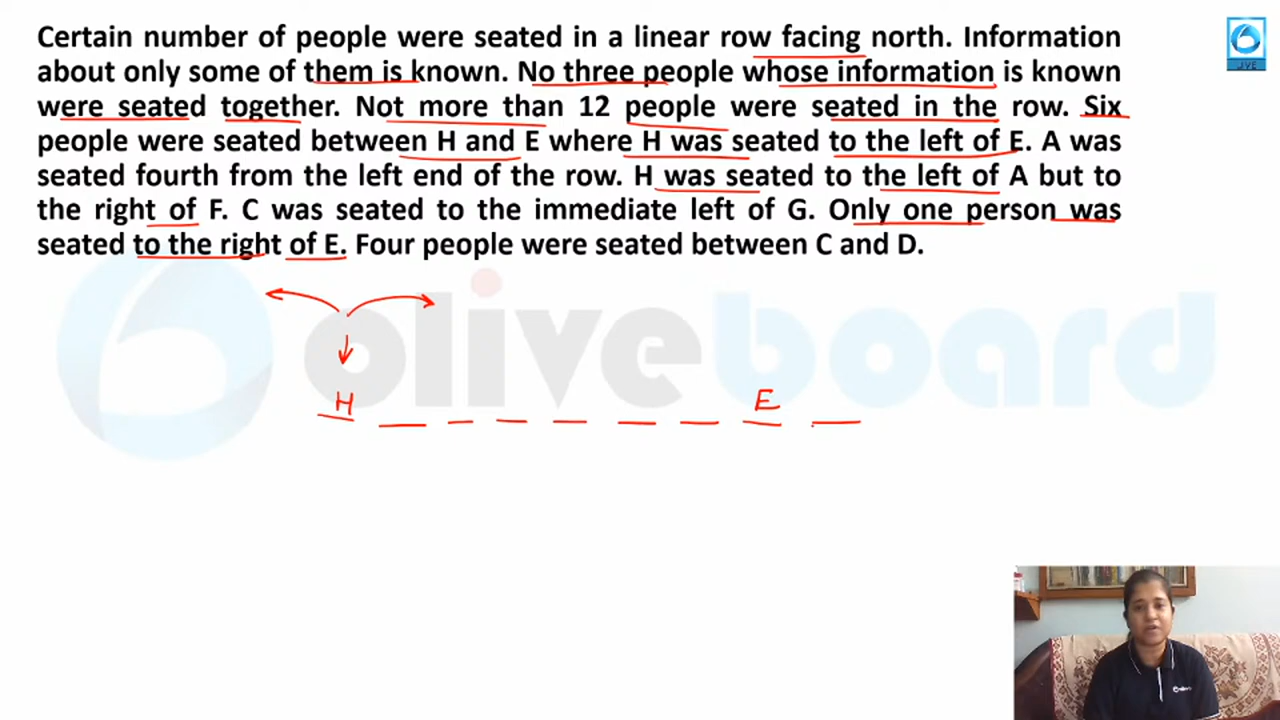 Certain number of people were seated in a linear row facing north. Information
about only some of them is known. No three people whose information is known
were seated together. Not more than 12 people were seated in the row. Six
people were seated between H and E where H was seated to the left of E. A was
seated fourth from the left end of the row. H was seated to the left of A but to
the right of F. C was seated to the immediate left of G. Only one person was
seated to the right of E. Four people were seated between C and D.
LIVE
oliveboard
H E